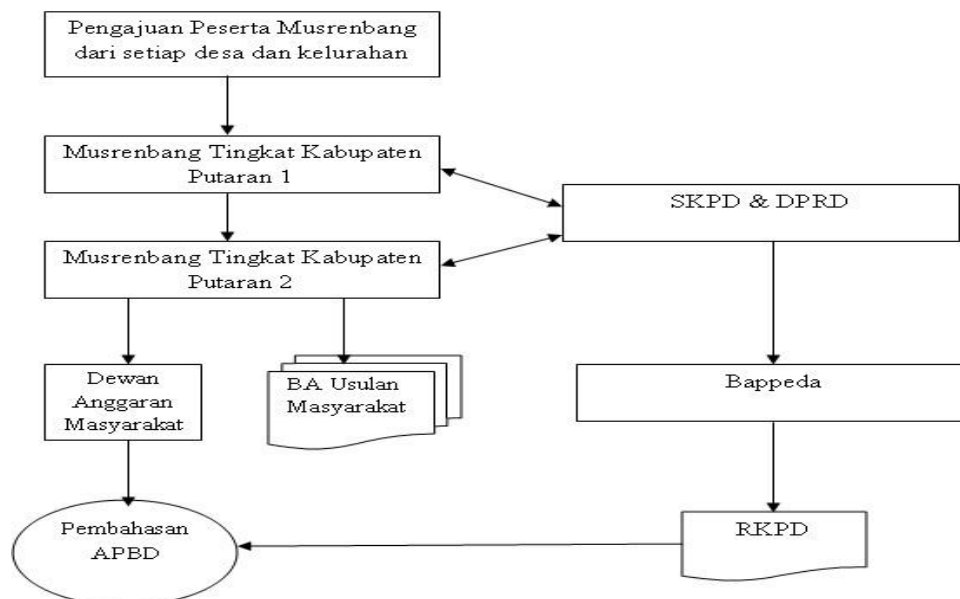 Pengajuan Peserta Musrenbang
dari setiap desa dan kelurahan
Musrenbang Tingkat Kabupaten
Putaran 1
SKPD & DPRD
Musrenbang Tingkat Kabupaten
Putaran 2
Dewan
Anggaran
Masyarakat
BA Usulan
Masyarakat
Bappeda
Pembahasan
APBD
RKPD